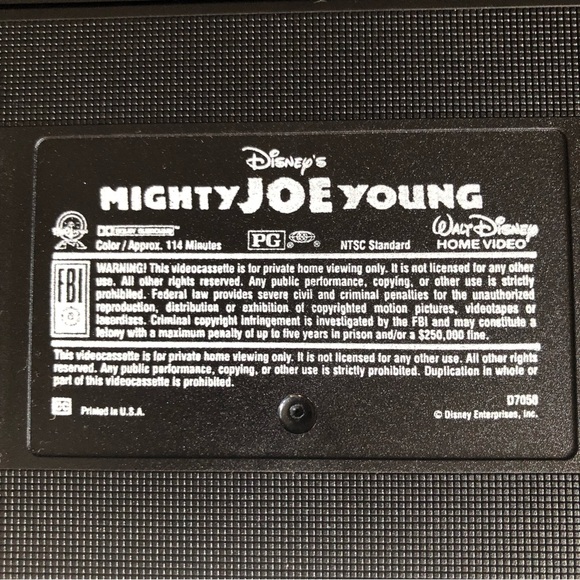 Disney's
MIGHTY JOE YOUNG
DOLBY SURROUND
Color / Approx. 114 Minutes
PG
NTSC Standard
Walt Disney
HOME VIDEO
FBI
WARNING! This videocassette is for private home viewing only. It is not licensed for any other
use. All other rights reserved. Any public performance, copying, or other use is strictly
prohibited. Federal law provides severe civil and criminal penalties for the unauthorized
reproduction, distribution or exhibition of copyrighted motion pictures, videotapes or
laserdiscs. Criminal copyright infringement is investigated by the FBI and may constitute a
felony with a maximum penalty of up to five years in prison and/or a $250,000 fine.
This videocassette is for private home viewing only. It is not licensed for any other use. All other rights
reserved. Any public performance, copying, or other use is strictly prohibited. Duplication in whole or
part of this videocassette is prohibited.
Printed in U.S.A.
D7050
© Disney Enterprises, Inc.